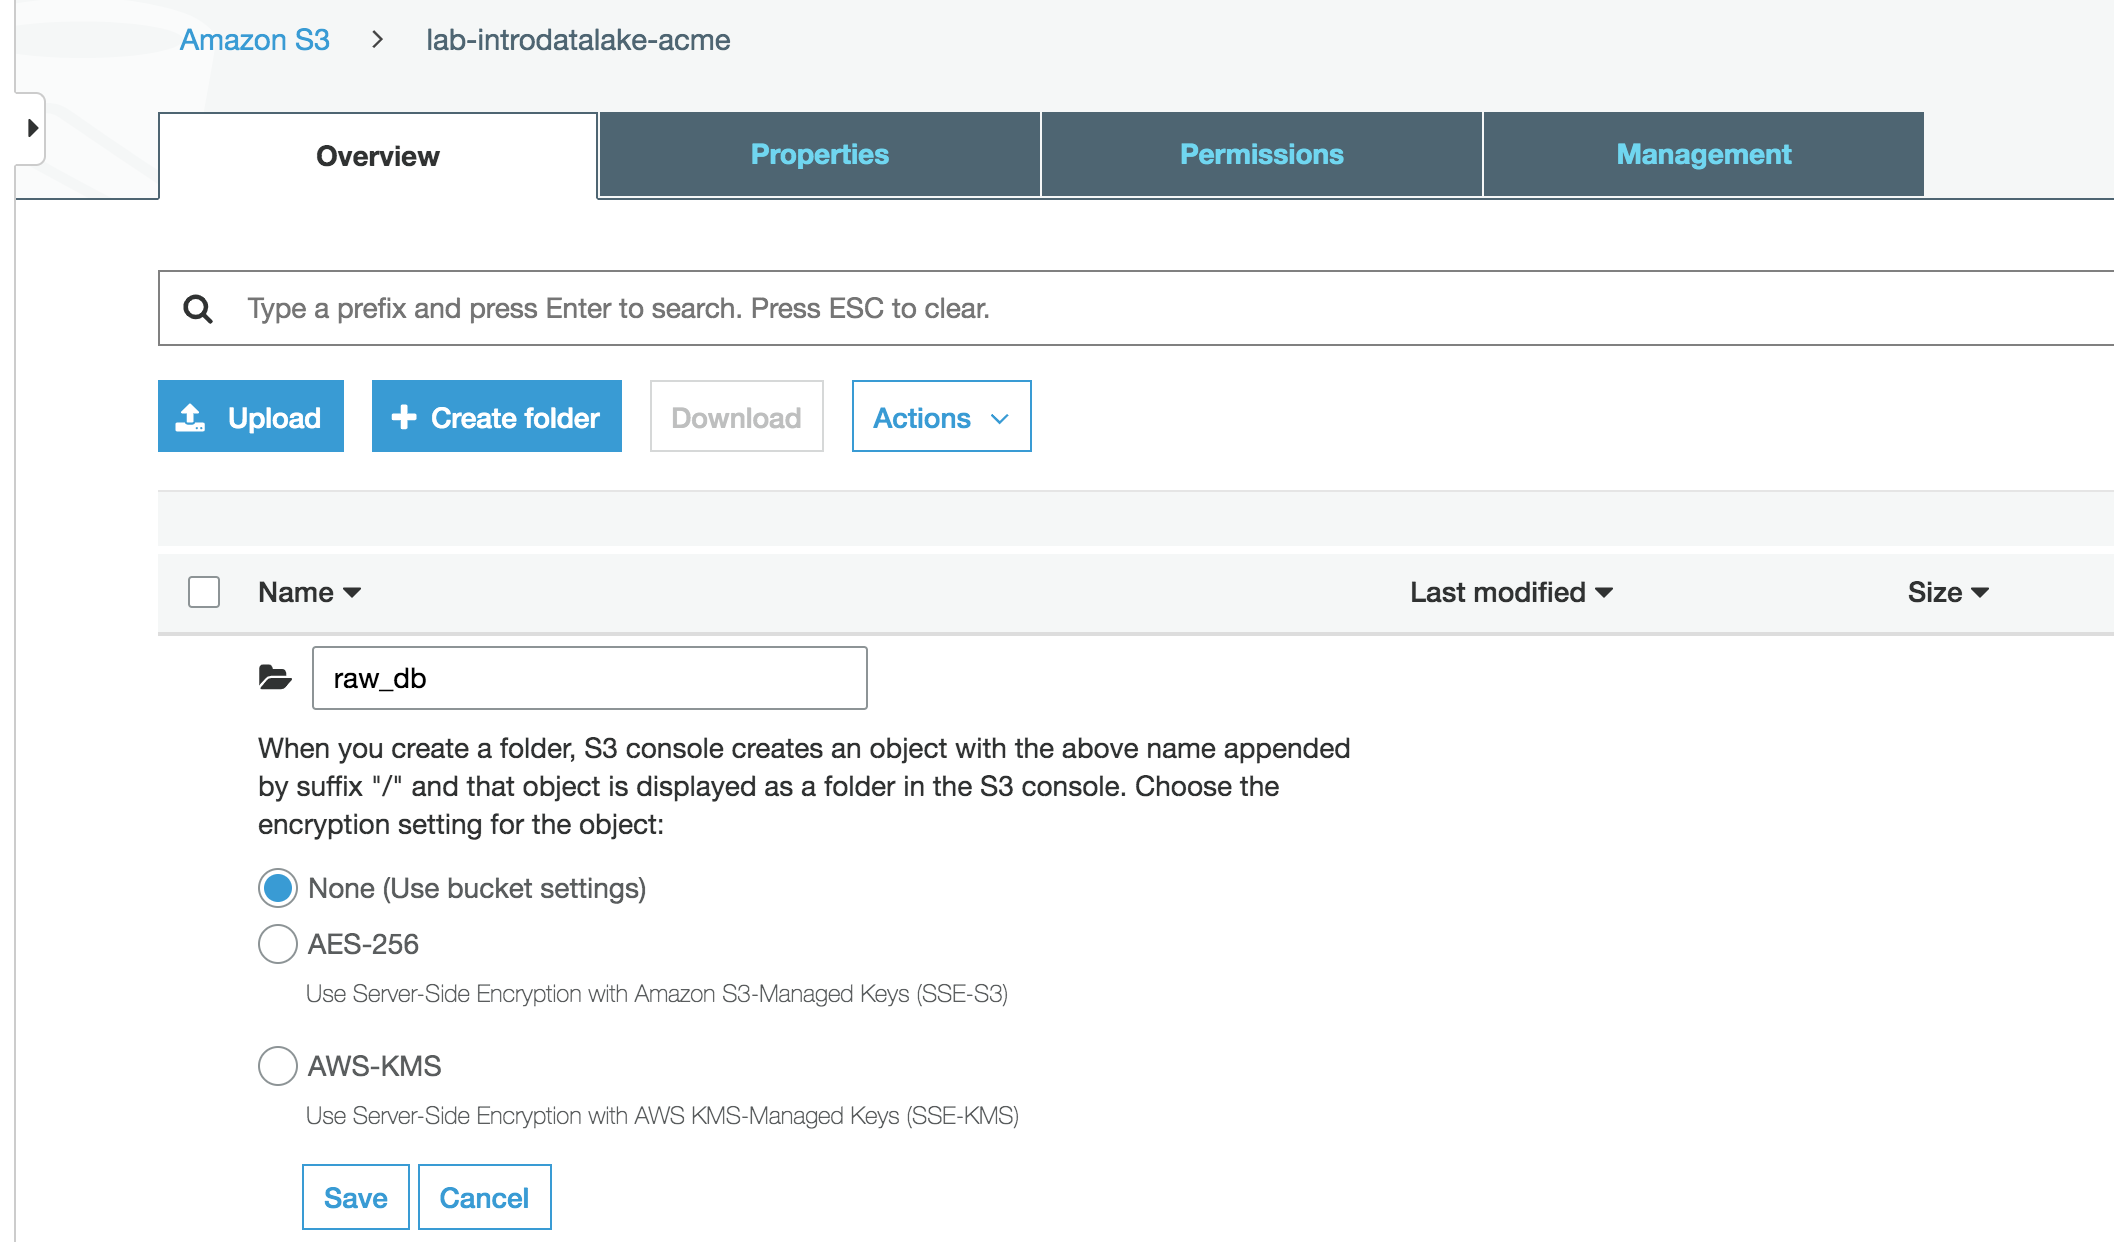 Amazon S3 > lab-introdatalake-acme
Overview Properties Permissions Management
Type a prefix and press Enter to search. Press ESC to clear.
Upload Create folder Download Actions
Name Last modified Size
raw_db
When you create a folder, S3 console creates an object with the above name appended
by suffix "/" and that object is displayed as a folder in the S3 console. Choose the
encryption setting for the object:
None (Use bucket settings)
AES-256
Use Server-Side Encryption with Amazon S3-Managed Keys (SSE-S3)
AWS-KMS
Use Server-Side Encryption with AWS KMS-Managed Keys (SSE-KMS)
Save Cancel